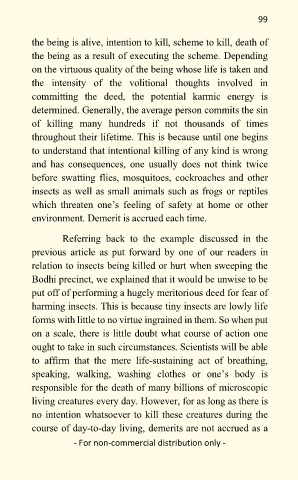 99
the being is alive, intention to kill, scheme to kill, death of
the being as a result of executing the scheme. Depending
on the virtuous quality of the being whose life is taken and
the intensity of the volitional thoughts involved in
committing the deed, the potential karmic energy is
determined. Generally, the average person commits the sin
of killing many hundreds if not thousands of times
throughout their lifetime. This is because until one begins
to understand that intentional killing of any kind is wrong
and has consequences, one usually does not think twice
before swatting flies, mosquitoes, cockroaches and other
insects as well as small animals such as frogs or reptiles
which threaten one’s feeling of safety at home or other
environment. Demerit is accrued each time.
Referring back to the example discussed in the
previous article as put forward by one of our readers in
relation to insects being killed or hurt when sweeping the
Bodhi precinct, we explained that it would be unwise to be
put off of performing a hugely meritorious deed for fear of
harming insects. This is because tiny insects are lowly life
forms with little to no virtue ingrained in them. So when put
on a scale, there is little doubt what course of action one
ought to take in such circumstances. Scientists will be able
to affirm that the mere life-sustaining act of breathing,
speaking, walking, washing clothes or one’s body is
responsible for the death of many billions of microscopic
living creatures every day. However, for as long as there is
no intention whatsoever to kill these creatures during the
course of day-to-day living, demerits are not accrued as a
- For non-commercial distribution only -